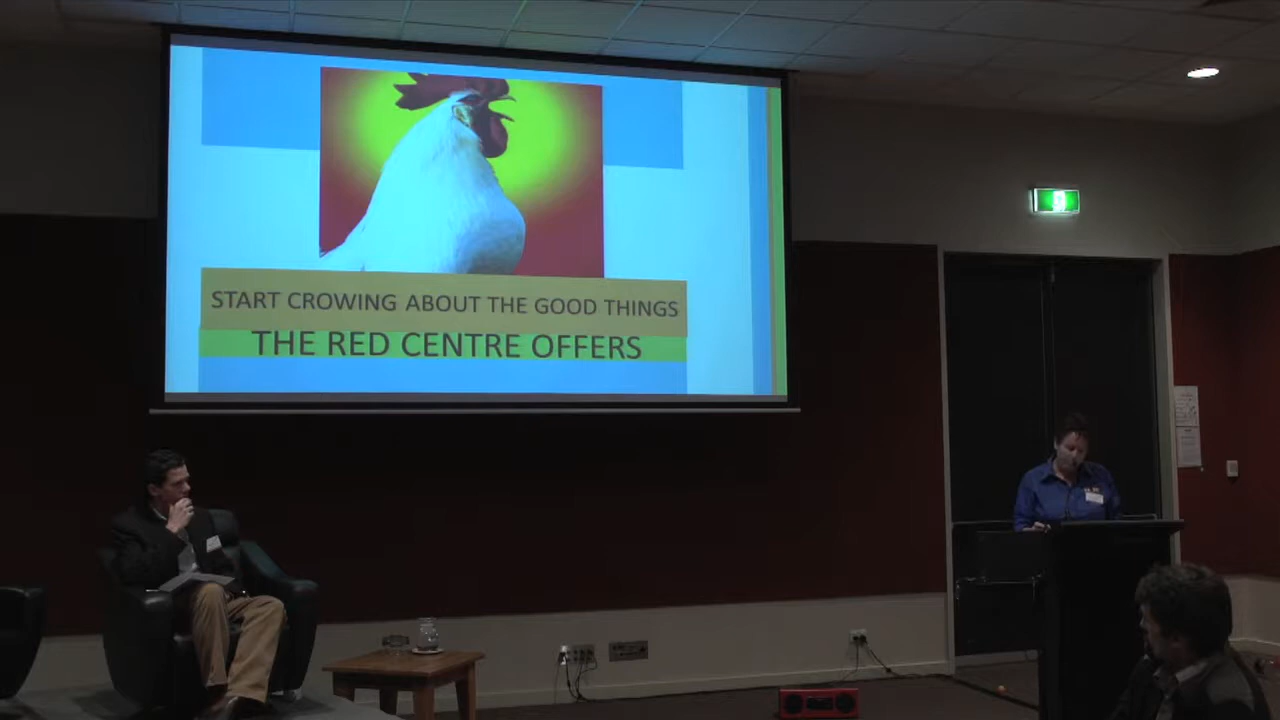 START CROWING ABOUT THE GOOD THINGS
THE RED CENTRE OFFERS